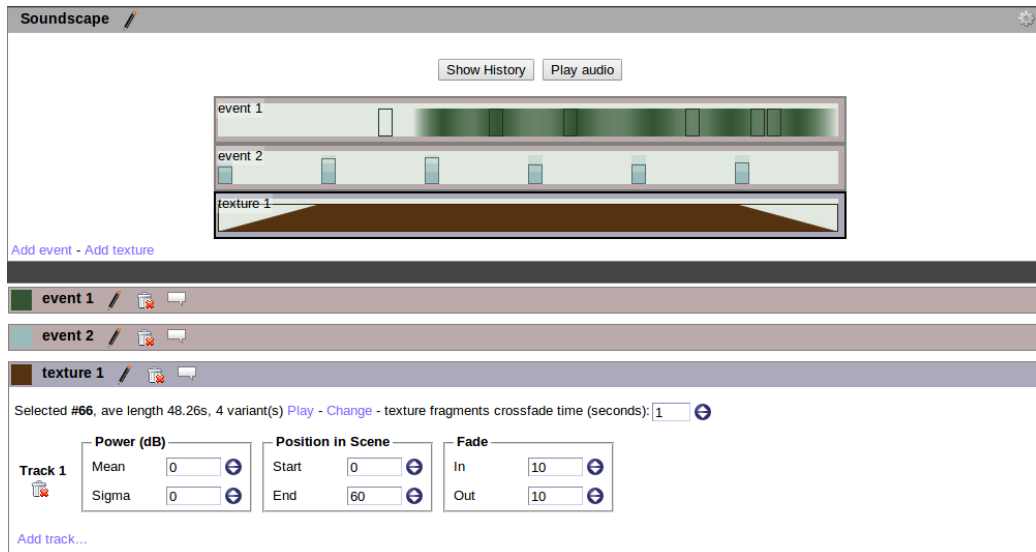 Soundscape
Show History Play audio
event 1
event 2
texture 1
Add event - Add texture
event 1
event 2
texture 1
Selected #66, ave length 48.26s, 4 variant(s) Play - Change - texture fragments crossfade time (seconds): 1
Power (dB) Position in Scene Fade
Track 1 Mean 0 Start 0 In 10
Sigma 0 End 60 Out 10
Add track...